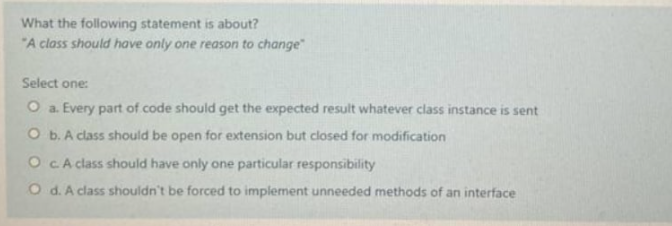 What the following statement is about?
"A class should have only one reason to change"
Select one:
a. Every part of code should get the expected result whatever class instance is sent
b. A class should be open for extension but closed for modification
c. A class should have only one particular responsibility
d. A class shouldn't be forced to implement unneeded methods of an interface